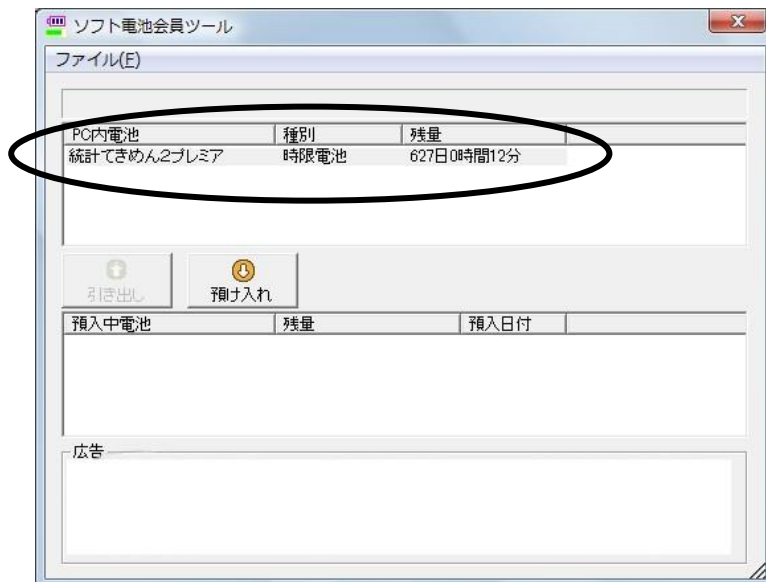 ソフト電池会員ツール
ファイル(F)
PC内電池 種別 残量
統計てきめん2プレミア 時限電池 627日0時間12分
引き出し 預け入れ
預入中電池 残量 預入日付
広告